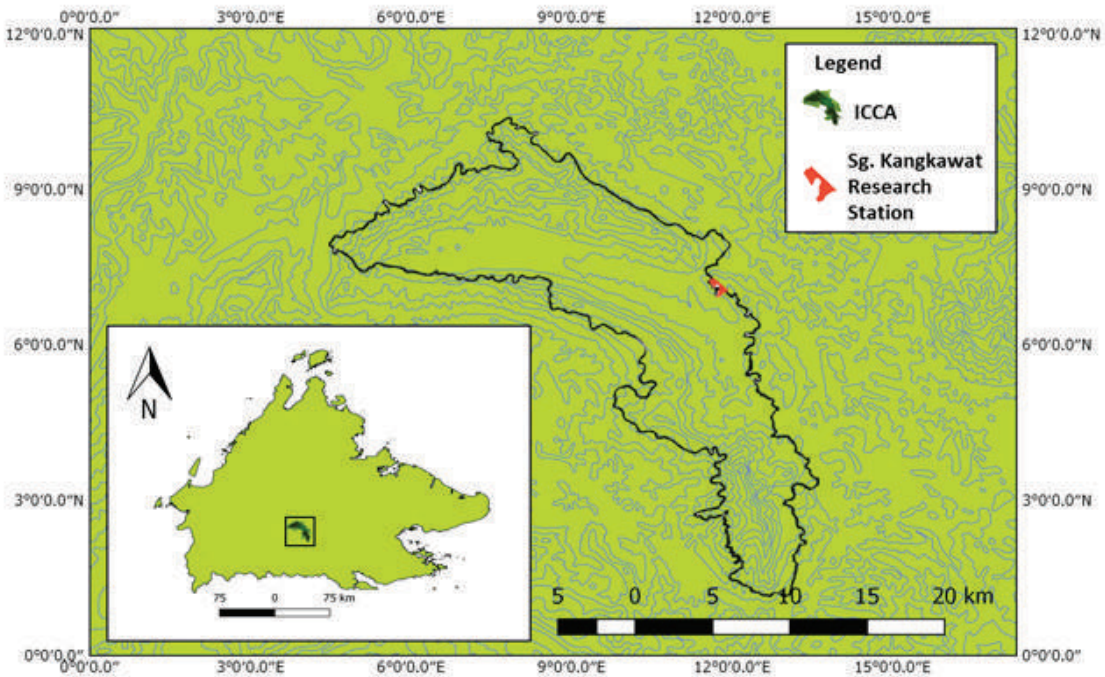 0°0'0.0" 3°0'0.0"E 6°0'0.0"E 9°0'0.0"E 12°0'0.0"E 15°0'0.0"E
12°0'0.0"N 12°0'0.0"N
Legend
ICCA
Sg. Kangkawat
Research
Station
9°0'0.0"N 9°0'0.0"N
6°0'0.0"N 6°0'0.0"N
N
3°0'0.0"N 3°0'0.0"N
75 0 75 km
5 0 5 10 15 20 km
0°0'0.0" 0°0'0.0"N
0°0'0.0" 3°0'0.0"E 6°0'0.0"E 9°0'0.0"E 12°0'0.0"E 15°0'0.0"E